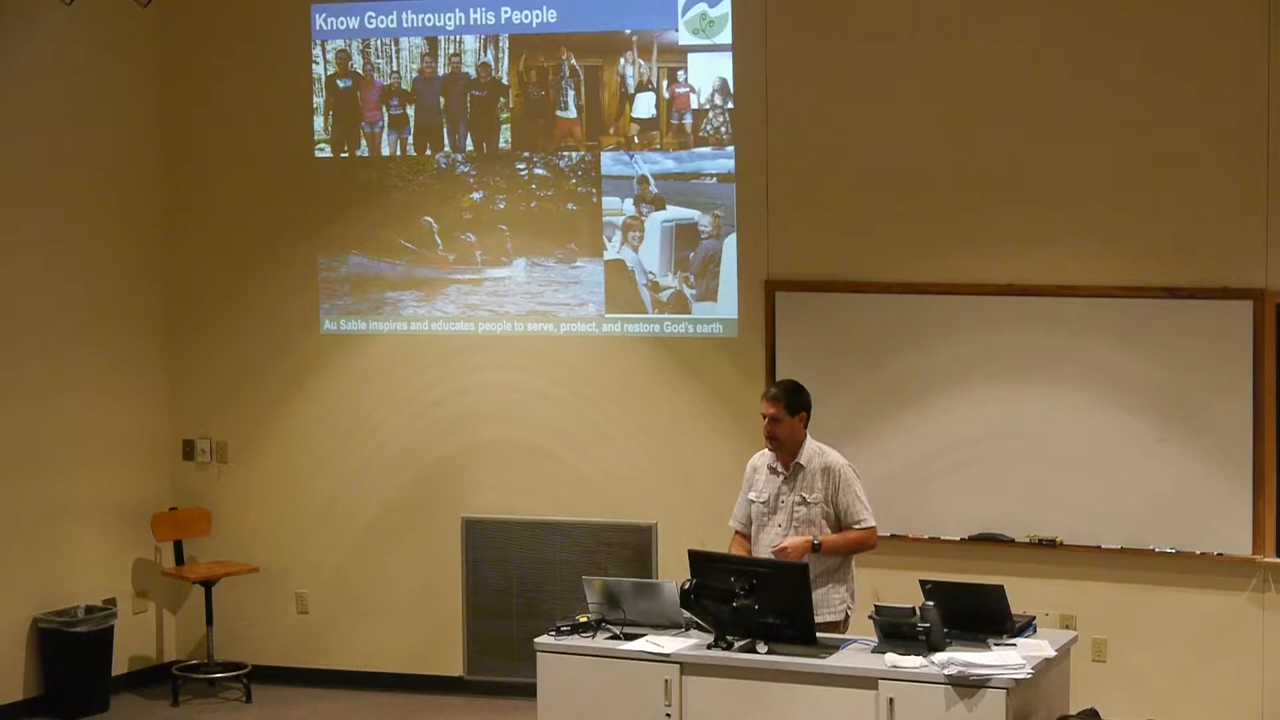 Know God through His People
Au Sable inspires and educates people to serve, protect, and restore God's earth